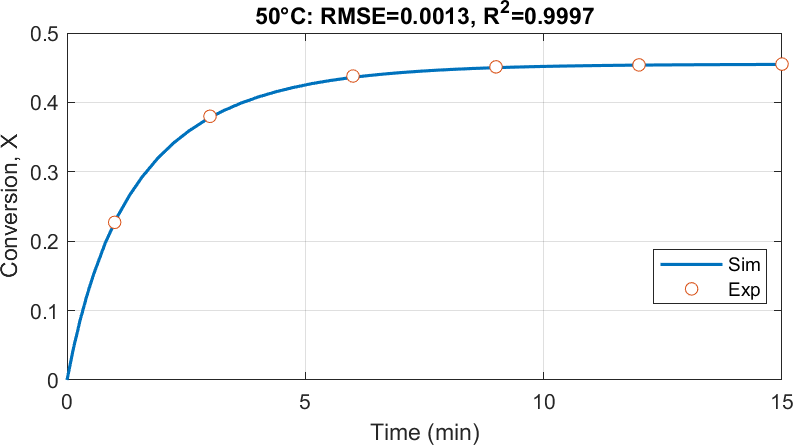 50°C: RMSE=0.0013, R²=0.9997
Conversion, X
0.5
0.4
0.3
0.2
0.1
0
0 5 10 15
Time (min)
Sim
Exp